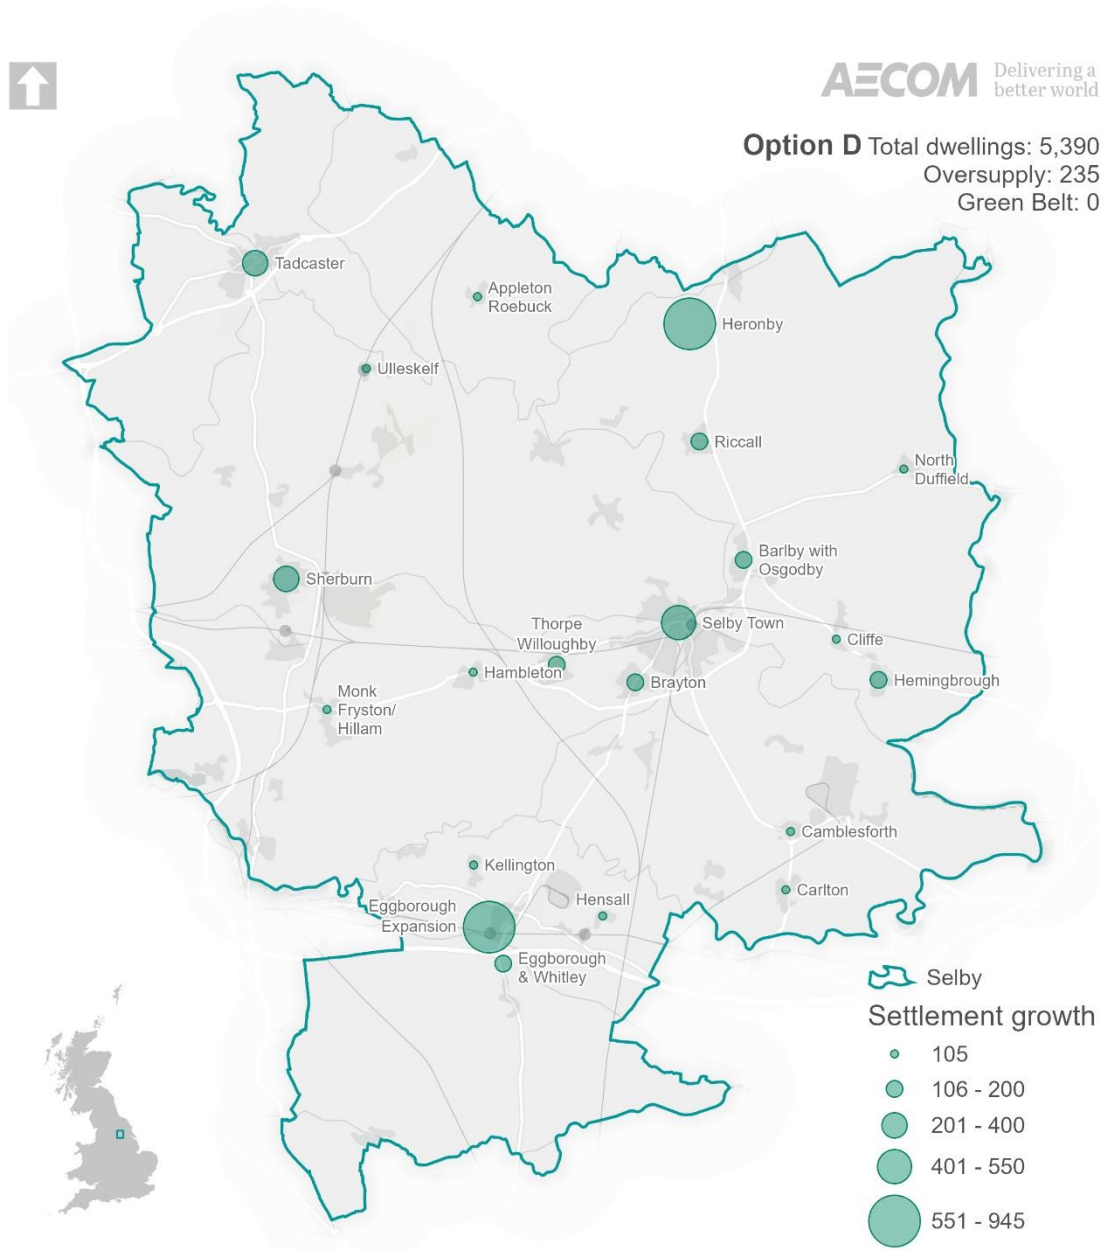 AECOM Delivering a
better world
Option D Total dwellings: 5,390
Oversupply: 235
Green Belt: 0
Tadcaster
Appleton
Roebuck
Heronby
Ulleskelf
Riccall
North
Duffield
Barlby with
Osgodby
Sherburn
Thorpe
Willoughby
Selby Town
Cliffe
Hambleton
Brayton
Hemingbrough
Monk
Fryston/
Hillam
Camblesforth
Kellington
Carlton
Hensall
Eggborough
Expansion
Eggborough
& Whitley
Selby
Settlement growth
105
106 - 200
201 - 400
401 - 550
551 - 945